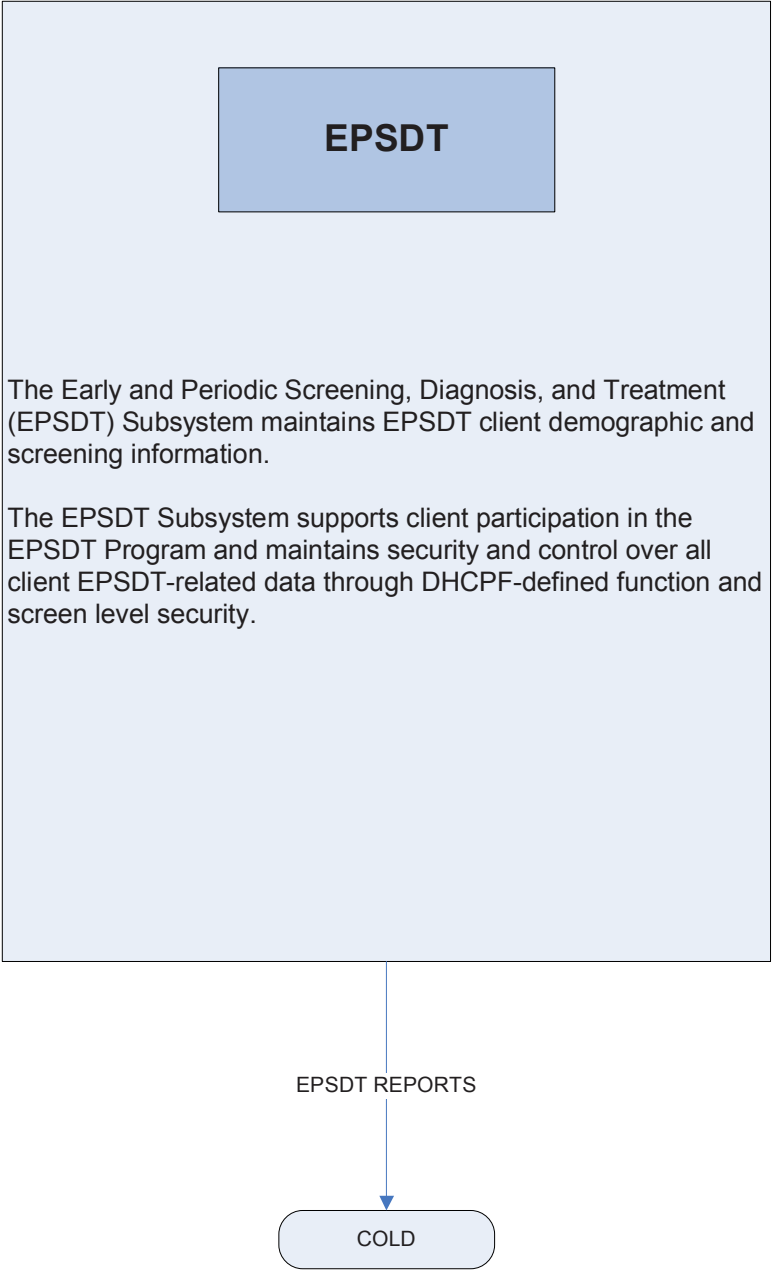 EPSDT
The Early and Periodic Screening, Diagnosis, and Treatment
(EPSDT) Subsystem maintains EPSDT client demographic and
screening information.
The EPSDT Subsystem supports client participation in the
EPSDT Program and maintains security and control over all
client EPSDT-related data through DHCPF-defined function and
screen level security.
EPSDT REPORTS
COLD